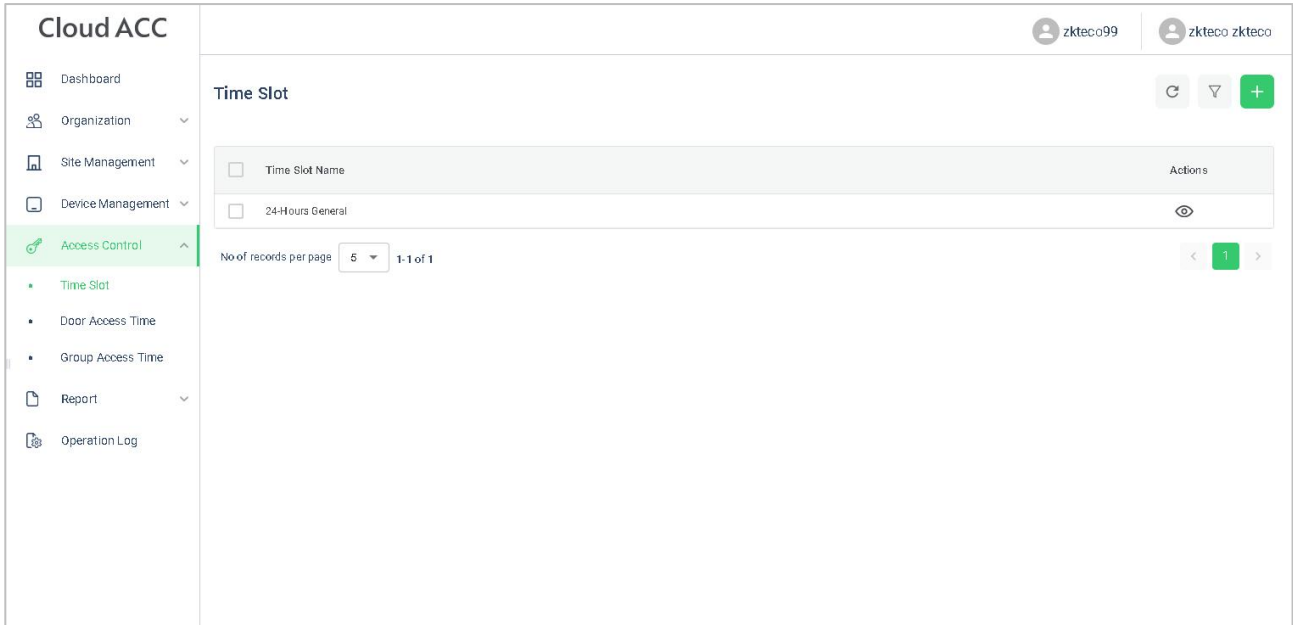 Cloud ACC
zkteco99
zkteco zkteco
Dashboard
Organization
Site Management
Device Management
Access Control
Time Slot
Door Access Time
Group Access Time
Report
Operation Log
Time Slot
Time Slot Name Actions
24-Hours General
No of records per page 5 1-1 of 1
< 1 >